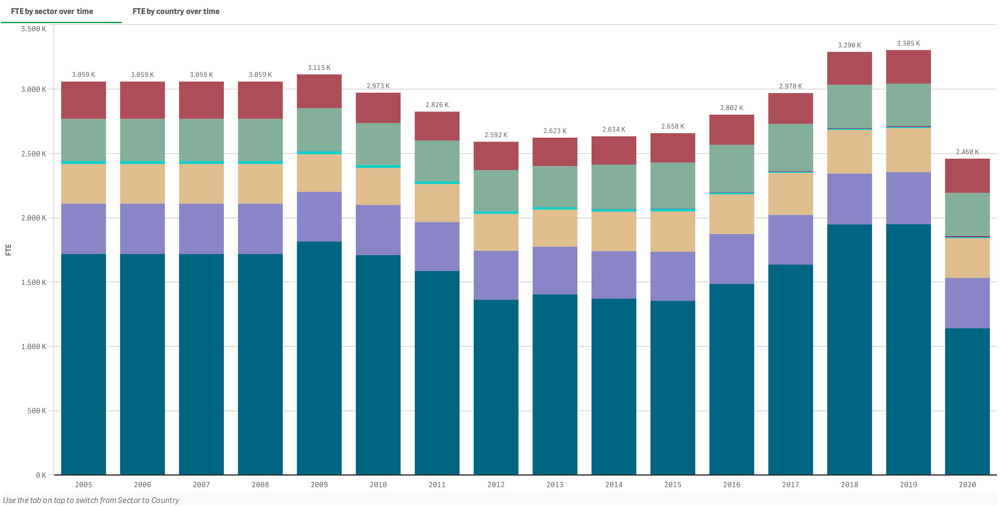 FTE by sector over time FTE by country over time
3.500 K
3.000 K
2.500 K
2.000 K
1.500 K
1.000 K
500 K
0 K
FTE
3.059 K 3.059 K 3.059 K 3.059 K 3.115 K 2.973 K 2.826 K 2.592 K 2.623 K 2.634 K 2.658 K 2.802 K 2.970 K 3.290 K 3.305 K 2.460 K
2005 2006 2007 2008 2009 2010 2011 2012 2013 2014 2015 2016 2017 2018 2019 2020
Use the tab on top to switch from Sector to Country